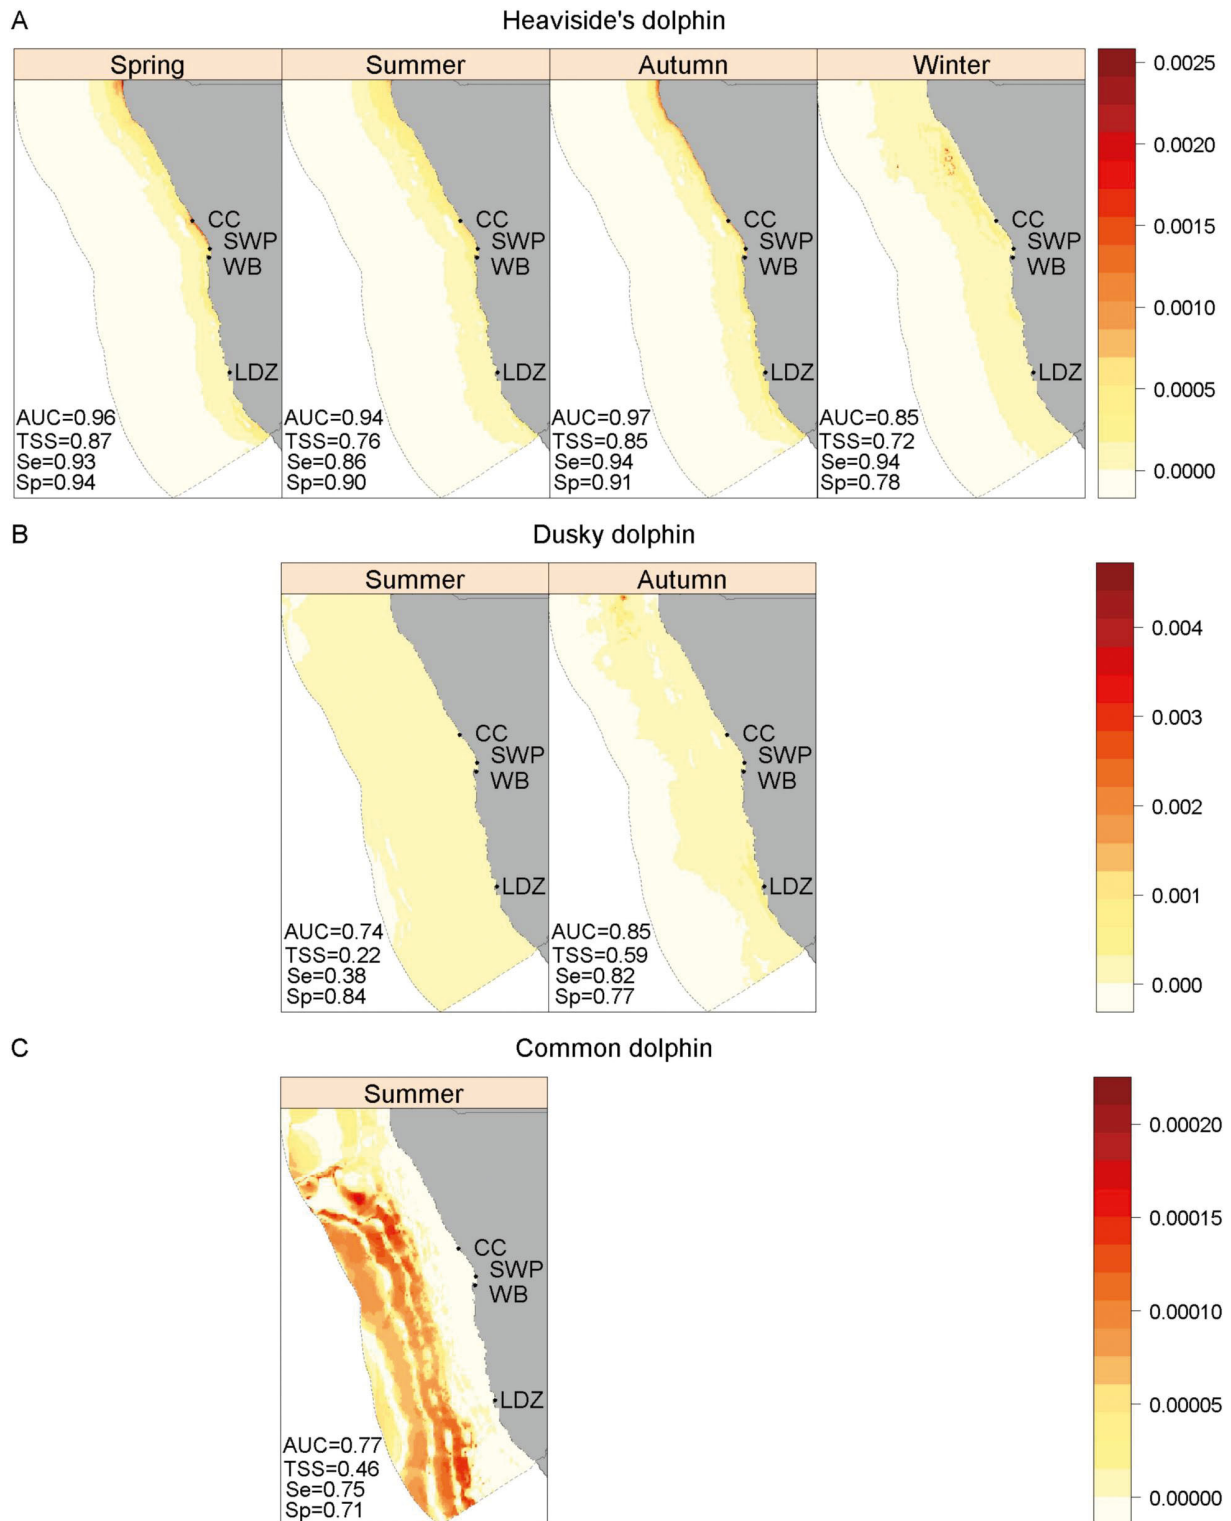 A
Heaviside's dolphin
Spring
Summer
Autumn
Winter
CC
SWP
WB
LDZ
AUC=0.96
TSS=0.87
Se=0.93
Sp=0.94
CC
SWP
WB
LDZ
AUC=0.94
TSS=0.76
Se=0.86
Sp=0.90
CC
SWP
WB
LDZ
AUC=0.97
TSS=0.85
Se=0.94
Sp=0.91
CC
SWP
WB
LDZ
AUC=0.85
TSS=0.72
Se=0.94
Sp=0.78
0.0025
0.0020
0.0015
0.0010
0.0005
0.0000
B
Dusky dolphin
Summer
Autumn
CC
SWP
WB
LDZ
AUC=0.74
TSS=0.22
Se=0.38
Sp=0.84
CC
SWP
WB
LDZ
AUC=0.85
TSS=0.59
Se=0.82
Sp=0.77
0.004
0.003
0.002
0.001
0.000
C
Common dolphin
Summer
CC
SWP
WB
LDZ
AUC=0.77
TSS=0.46
Se=0.75
Sp=0.71
0.00020
0.00015
0.00010
0.00005
0.00000